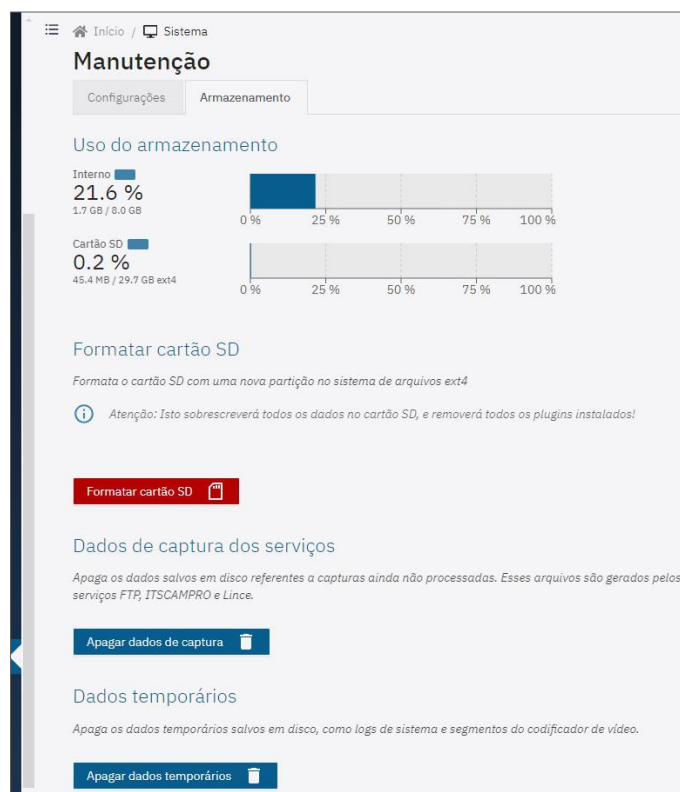 Início / Sistema
Manutenção
Configurações Armazenamento
Uso do armazenamento
Interno
21.6 %
1.7 GB / 8.0 GB
0 % 25 % 50 % 75 % 100 %
Cartão SD
0.2 %
45.4 MB / 29.7 GB ext4
0 % 25 % 50 % 75 % 100 %
Formatar cartão SD
Formata o cartão SD com uma nova partição no sistema de arquivos ext4
Atenção: Isto sobrescreverá todos os dados no cartão SD, e removerá todos os plugins instalados!
Formatar cartão SD
Dados de captura dos serviços
Apaga os dados salvos em disco referentes a capturas ainda não processadas. Esses arquivos são gerados pelos
serviços FTP, ITSCAMPRO e Lince.
Apagar dados de captura
Dados temporários
Apaga os dados temporários salvos em disco, como logs de sistema e segmentos do codificador de vídeo.
Apagar dados temporários